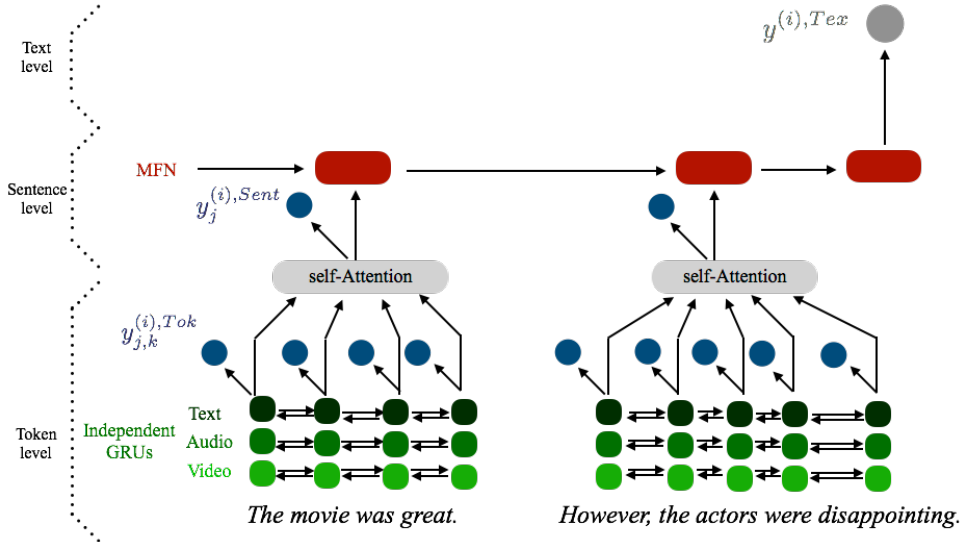 Text
level
y^{(i),Tex}
Sentence
level
MFN
y_j^{(i),Sent}
self-Attention
self-Attention
y_{j,k}^{(i),Tok}
Token
level
Independent
GRUs
Text
Audio
Video
The movie was great.
However, the actors were disappointing.